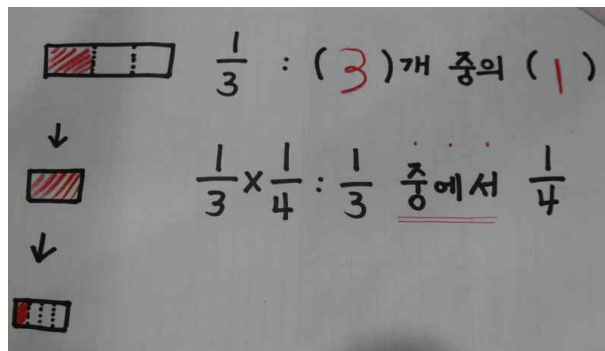 1/3 : (3)개 중의 (1)
1/3 × 1/4 : 1/3 중에서 1/4